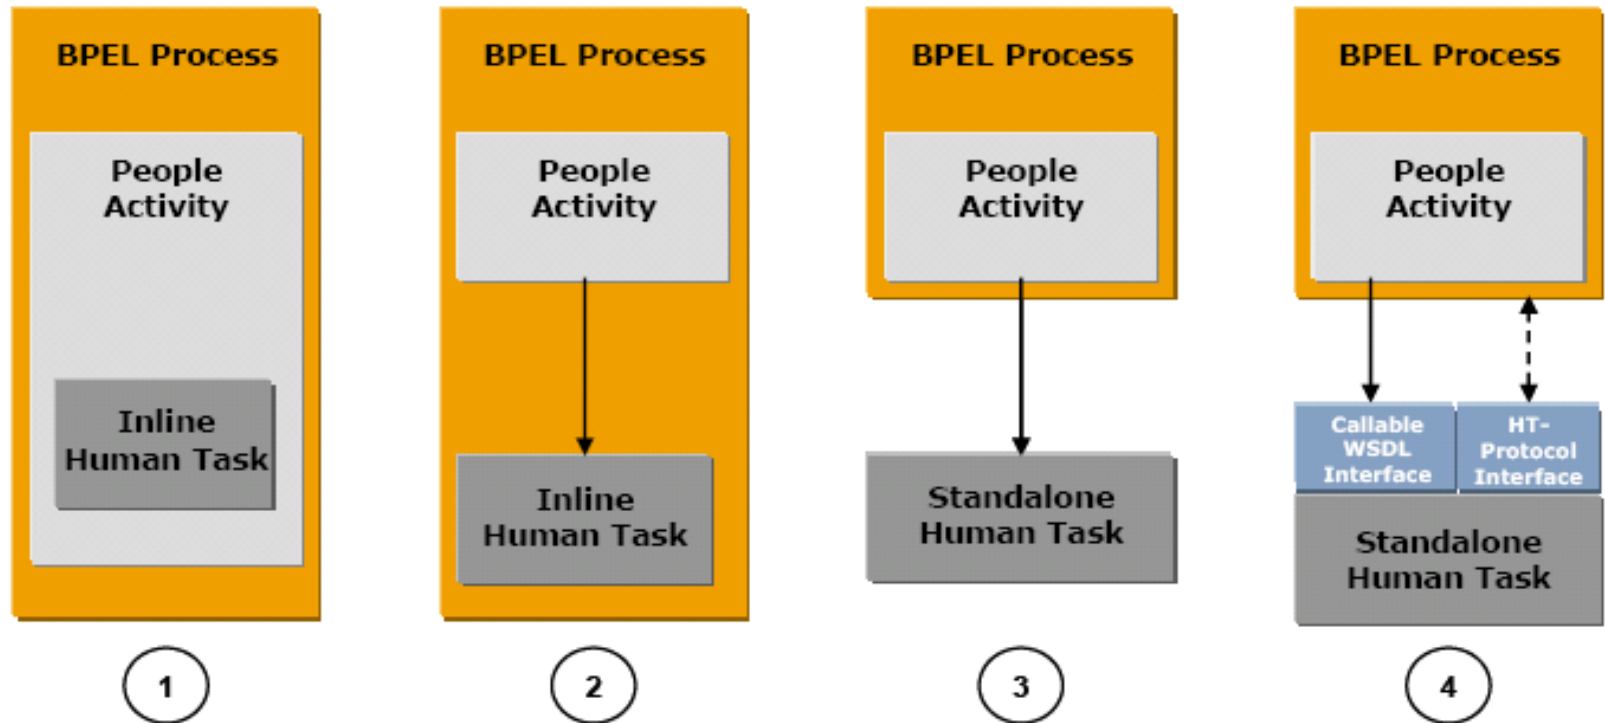 BPEL Process
People
Activity
Inline
Human Task
1
BPEL Process
People
Activity
Inline
Human Task
2
BPEL Process
People
Activity
Standalone
Human Task
3
BPEL Process
People
Activity
Callable
WSDL
Interface
HT-
Protocol
Interface
Standalone
Human Task
4